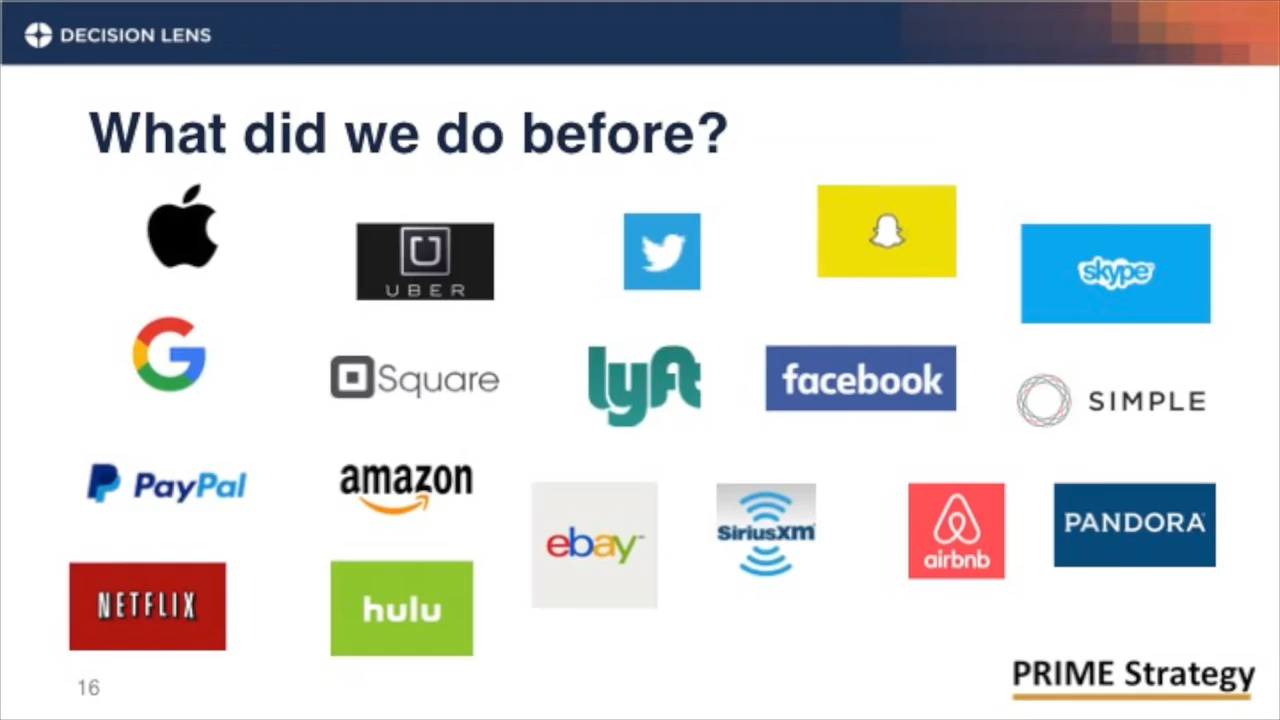 DECISION LENS
What did we do before?
UBER
skype
Square
lyft
facebook
SIMPLE
PayPal
amazon
ebay™
SiriusXM
airbnb
PANDORA
NETFLIX
hulu
16
PRIME Strategy